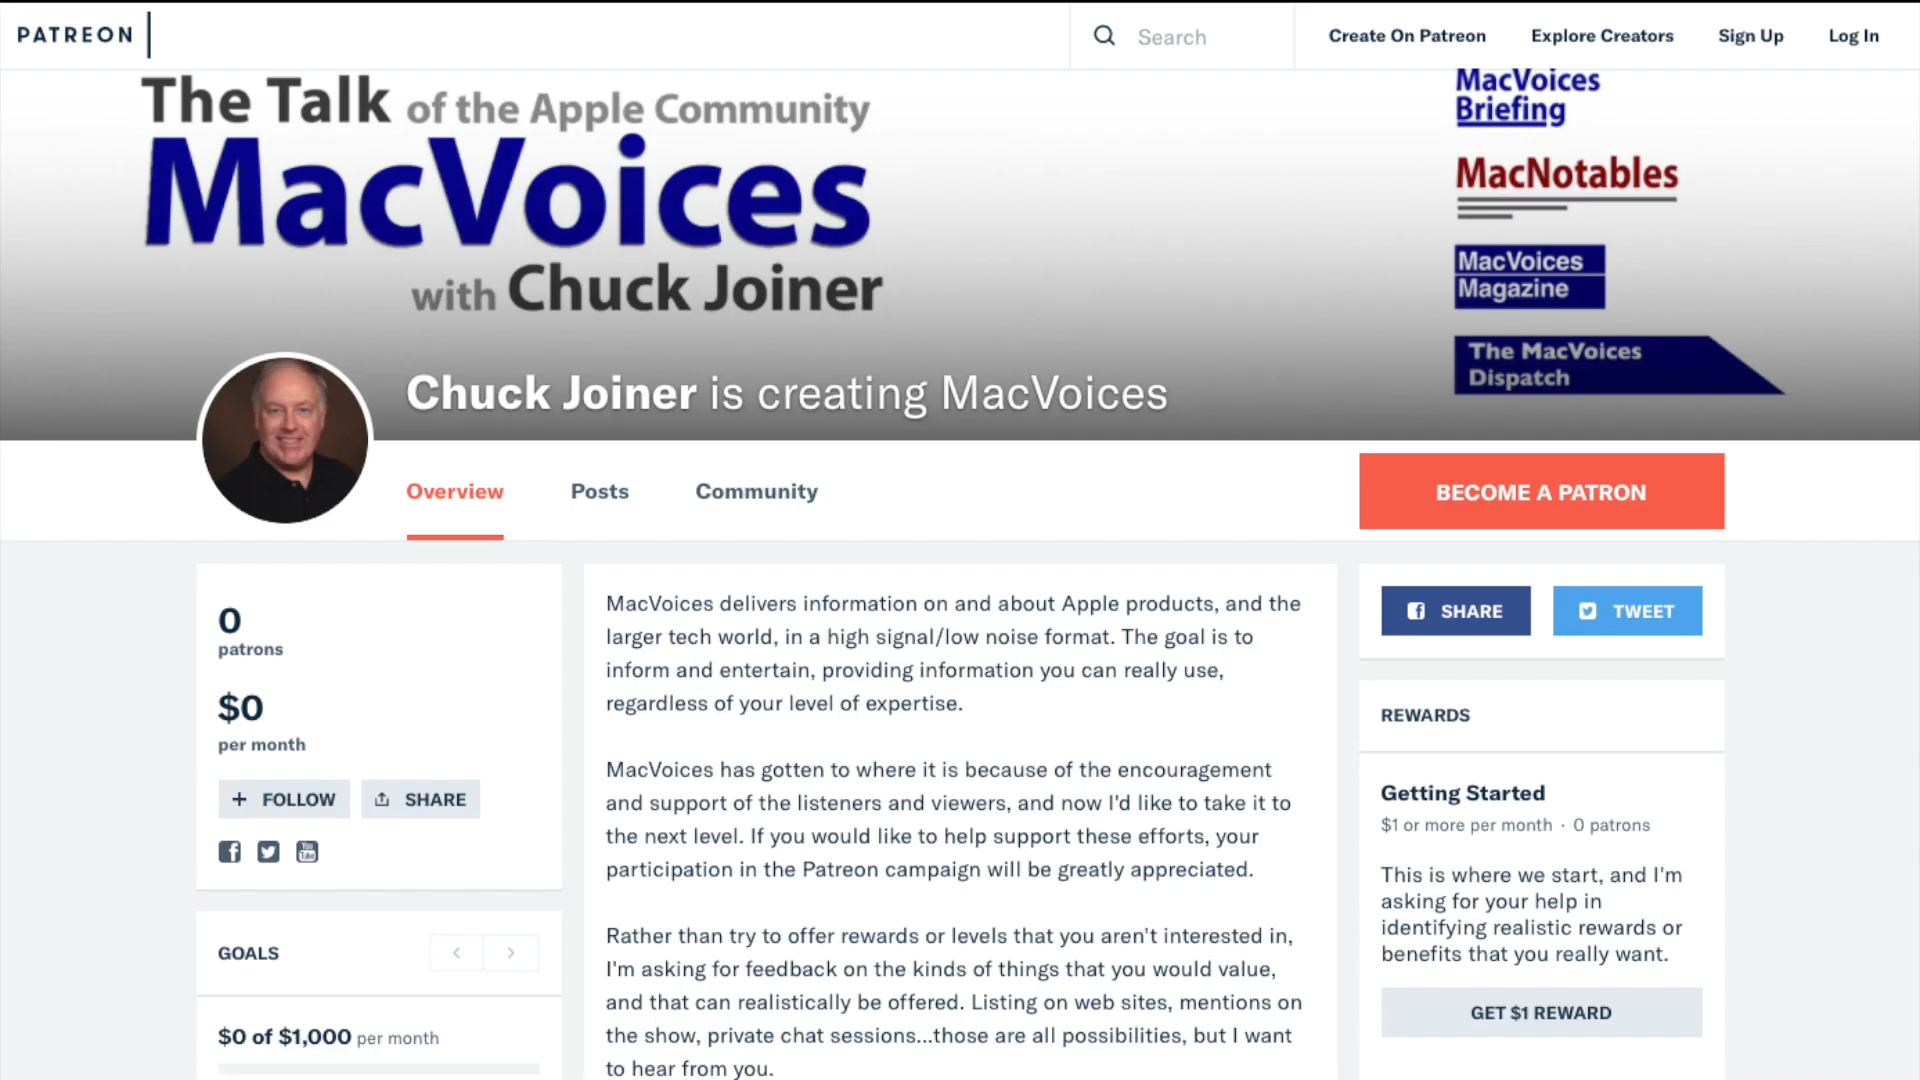 PATREON
Search
Create On Patreon
Explore Creators
Sign Up
Log In
The Talk of the Apple Community
MacVoices
with Chuck Joiner
MacVoices
Briefing
MacNotables
MacVoices
Magazine
The MacVoices
Dispatch
Chuck Joiner is creating MacVoices
Overview
Posts
Community
BECOME A PATRON
0
patrons
$0
per month
+ FOLLOW
SHARE
You
Tube
GOALS
$0 of $1,000 per month
MacVoices delivers information on and about Apple products, and the
larger tech world, in a high signal/low noise format. The goal is to
inform and entertain, providing information you can really use,
regardless of your level of expertise.
MacVoices has gotten to where it is because of the encouragement
and support of the listeners and viewers, and now I'd like to take it to
the next level. If you would like to help support these efforts, your
participation in the Patreon campaign will be greatly appreciated.
Rather than try to offer rewards or levels that you aren't interested in,
I'm asking for feedback on the kinds of things that you would value,
and that can realistically be offered. Listing on web sites, mentions on
the show, private chat sessions...those are all possibilities, but I want
to hear from you.
SHARE
TWEET
REWARDS
Getting Started
$1 or more per month · 0 patrons
This is where we start, and I'm
asking for your help in
identifying realistic rewards or
benefits that you really want.
GET $1 REWARD